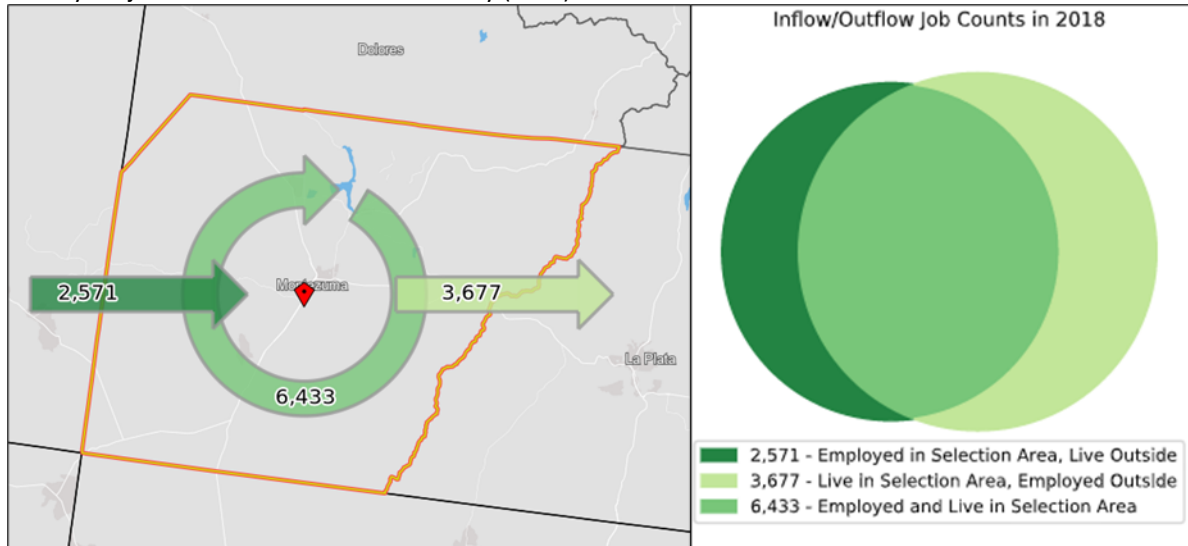 Inflow/Outflow Job Counts in 2018
Dolores
Montezuma
2,571
3,677
La Plata
6,433
2,571 - Employed in Selection Area, Live Outside
3,677 - Live in Selection Area, Employed Outside
6,433 - Employed and Live in Selection Area